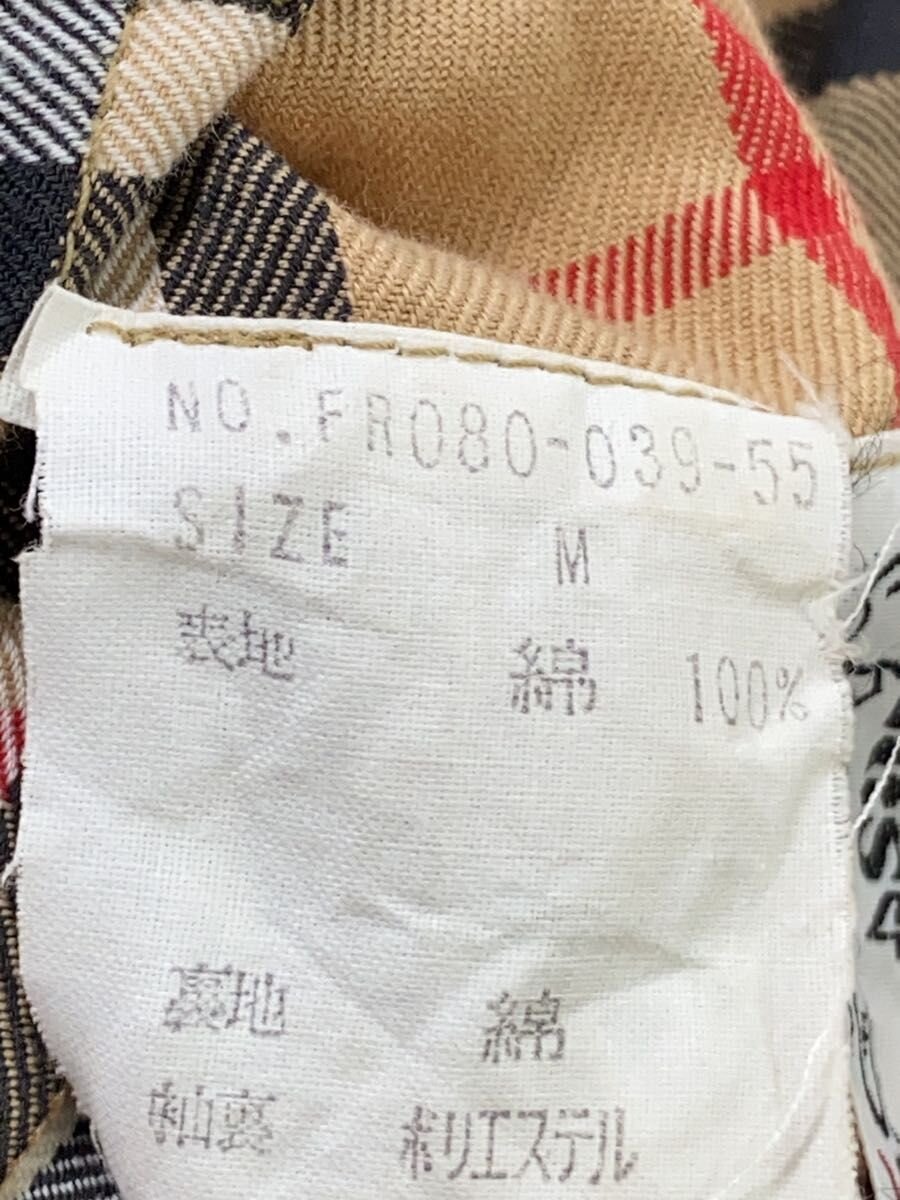 NO.FR080-039-55
SIZE M
表地 綿 100%
裏地 綿
袖裏 ポリエステル